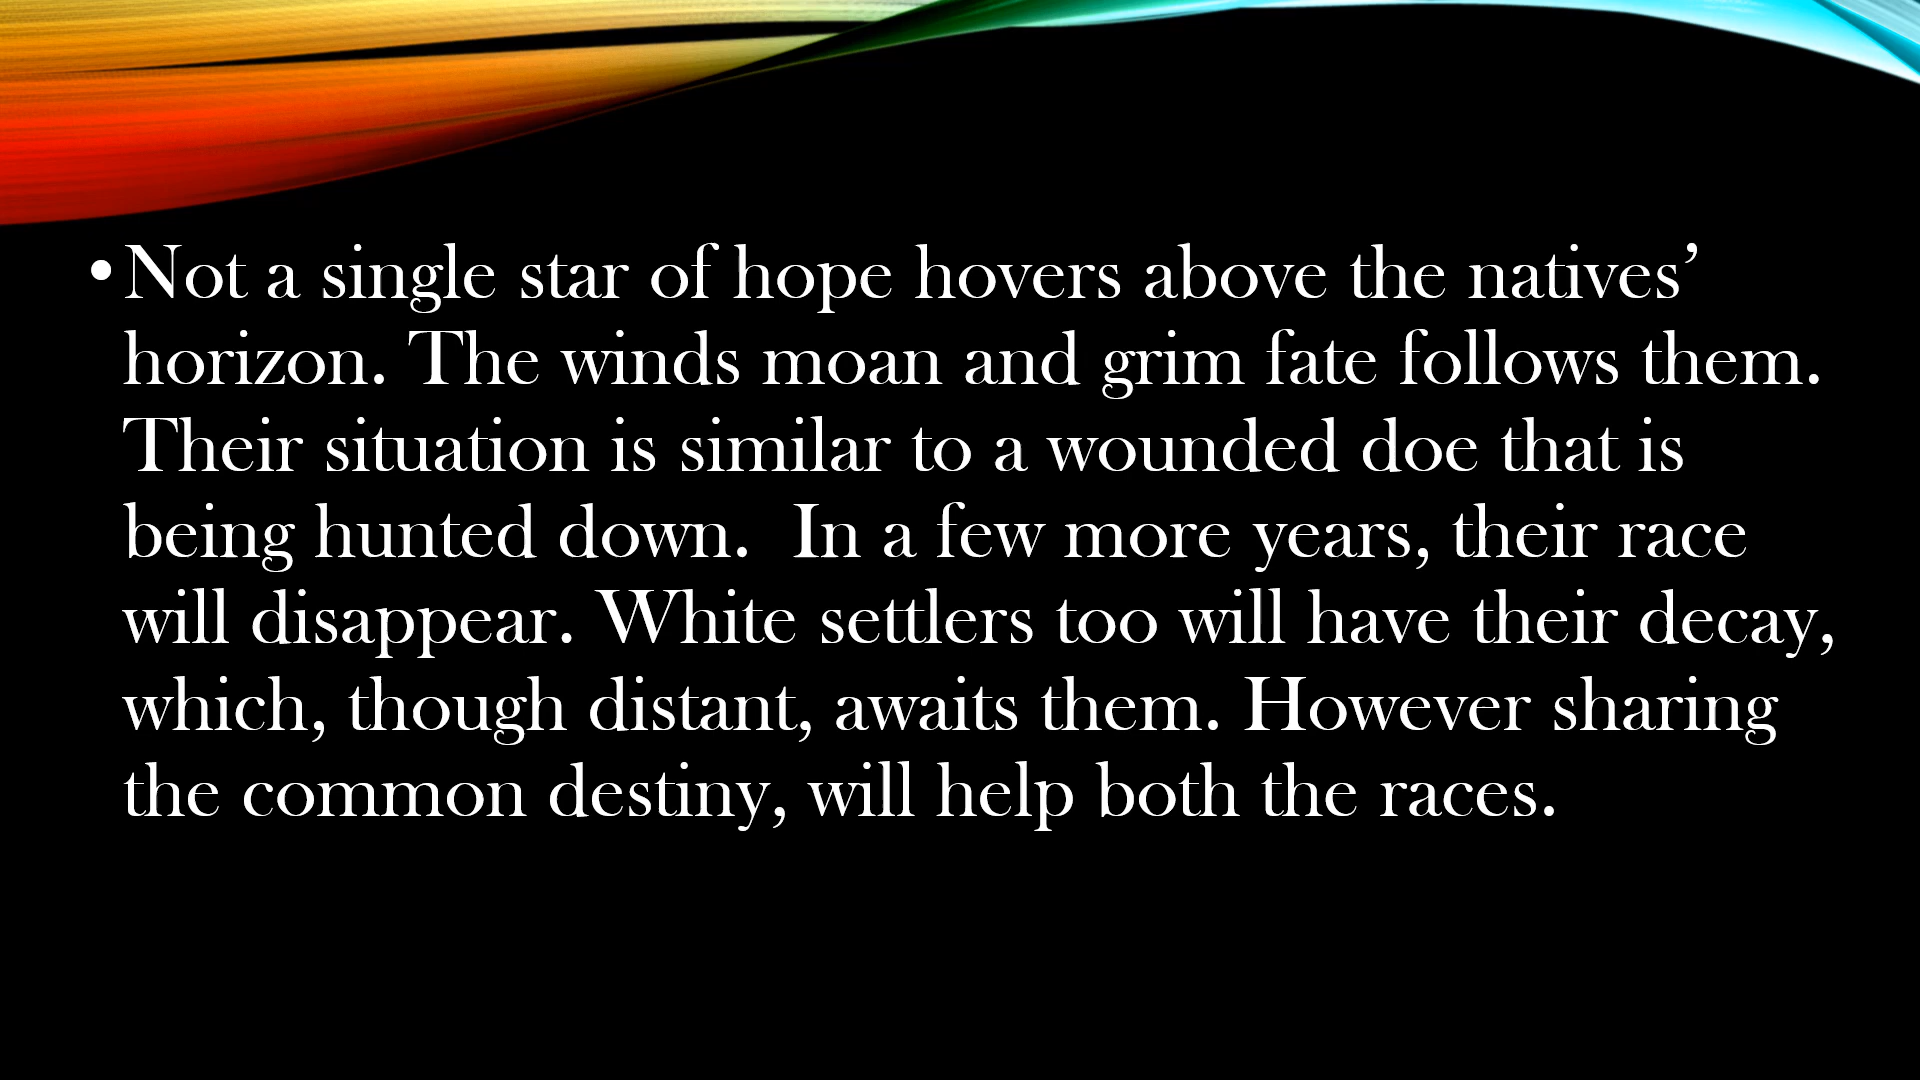 •Not a single star of hope hovers above the natives’
horizon. The winds moan and grim fate follows them.
Their situation is similar to a wounded doe that is
being hunted down.  In a few more years, their race
will disappear. White settlers too will have their decay,
which, though distant, awaits them. However sharing
the common destiny, will help both the races.